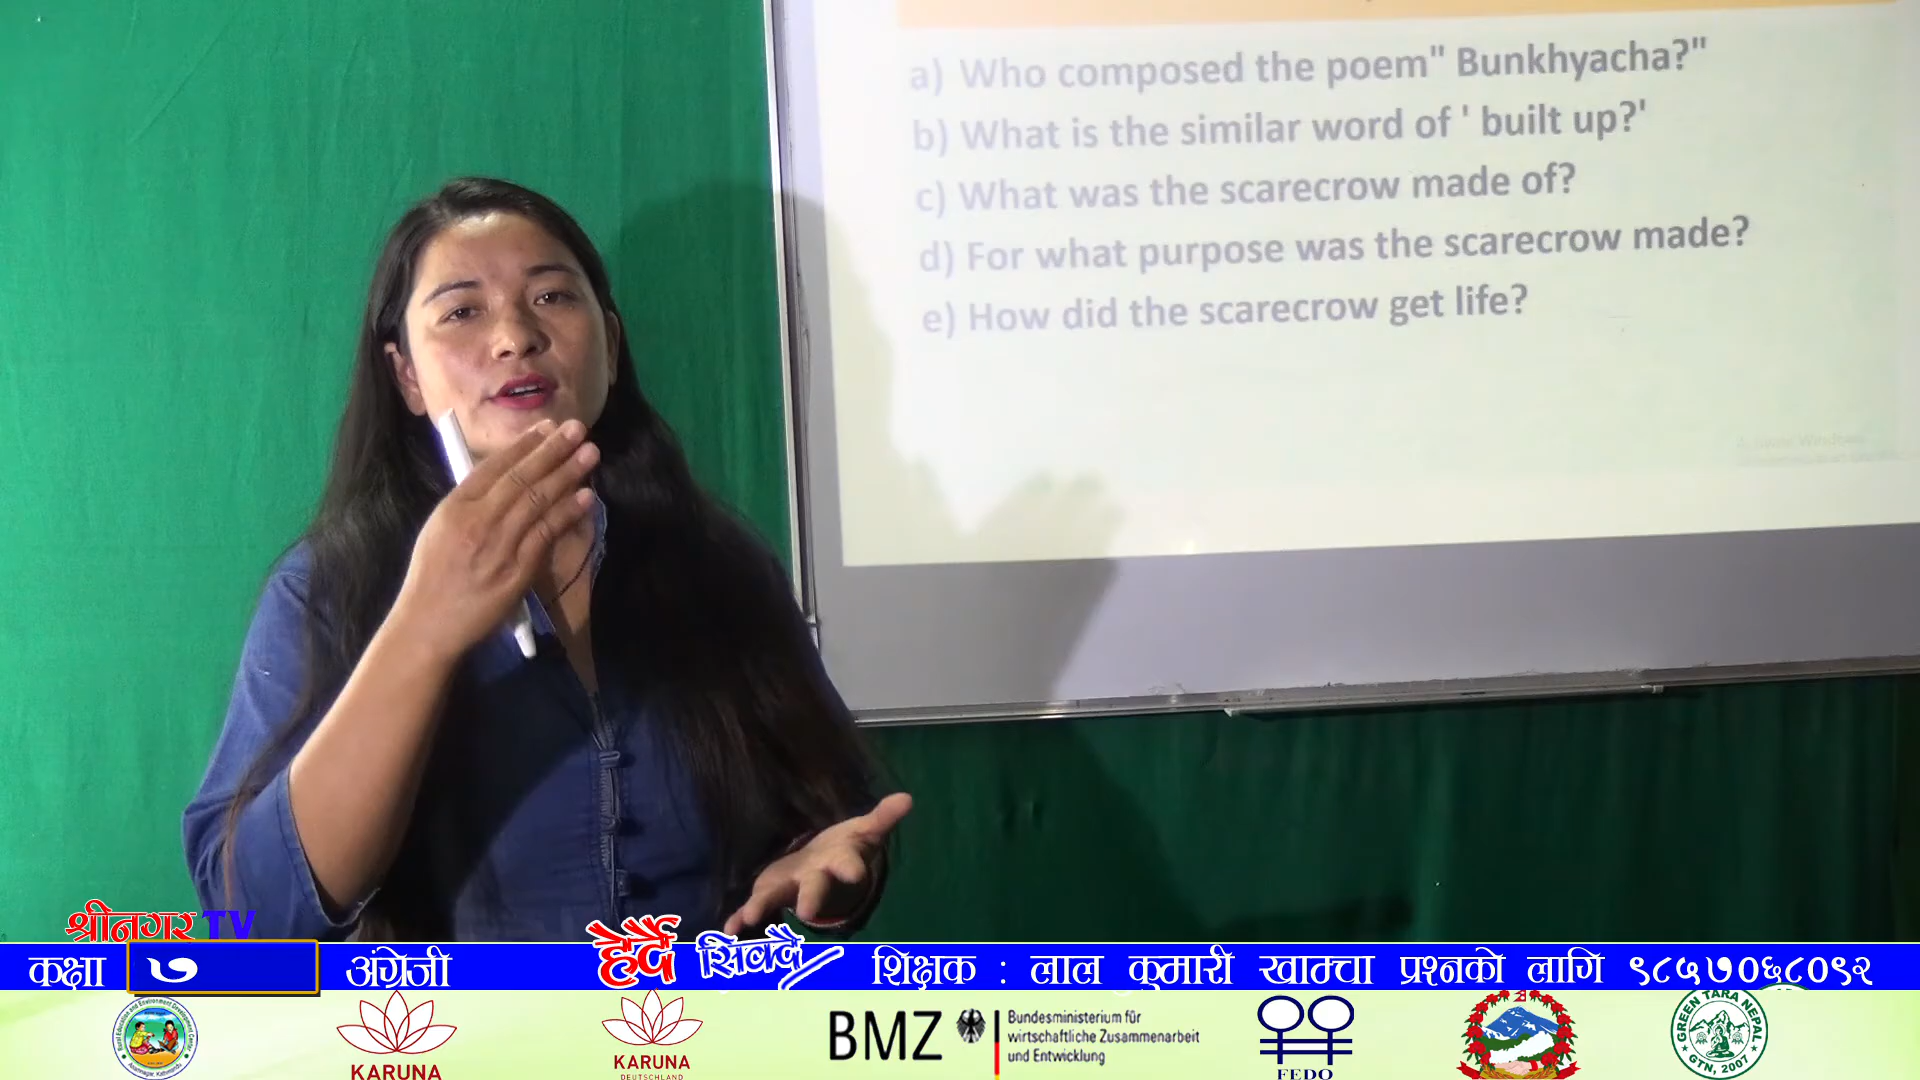 a) Who composed the poem" Bunkhyacha?"
b) What is the similar word of ' built up?'
c) What was the scarecrow made of?
d) For what purpose was the scarecrow made?
e) How did the scarecrow get life?
श्रीनगर TV
कक्षा ७ अंग्रेजी हेर्दै सिक्दै शिक्षक : लाल कुमारी खाम्चा प्रश्नको लागि ९८५७०६८०९२
KARUNA
KARUNA
DEUTSCHLAND
BMZ
Bundesministerium für
wirtschaftliche Zusammenarbeit
und Entwicklung
FEDO
GREEN TARA NEPAL
GTN, 2007